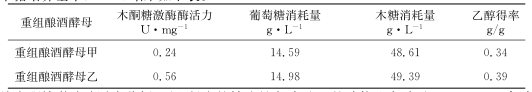 重组酿酒酵母 木酮糖激酶酶活力 U·mg⁻¹ 葡萄糖消耗量 g·L⁻¹ 木糖消耗量 g·L⁻¹ 乙醇得率 g/g
重组酿酒酵母甲 0.24 14.59 48.61 0.34
重组酿酒酵母乙 0.56 14.98 49.39 0.39